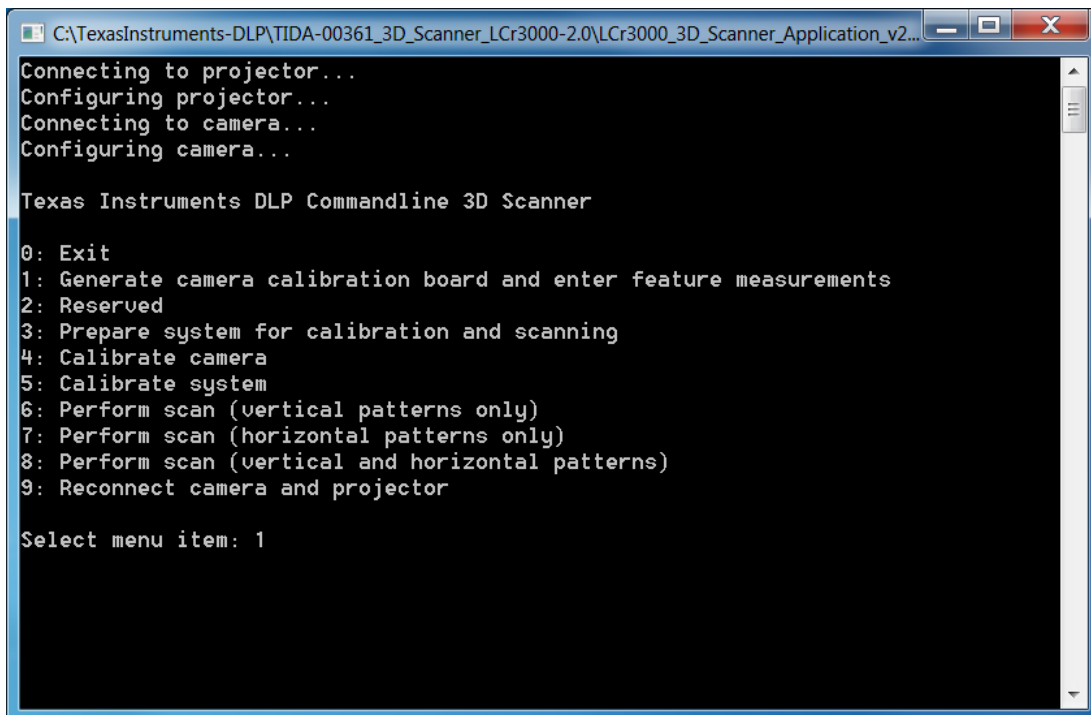 C:\TexasInstruments-DLP\TIDA-00361_3D_Scanner_LCr3000-2.0\LCr3000_3D_Scanner_Application_v2...
Connecting to projector...
Configuring projector...
Connecting to camera...
Configuring camera...
Texas Instruments DLP Commandline 3D Scanner
0: Exit
1: Generate camera calibration board and enter feature measurements
2: Reserved
3: Prepare system for calibration and scanning
4: Calibrate camera
5: Calibrate system
6: Perform scan (vertical patterns only)
7: Perform scan (horizontal patterns only)
8: Perform scan (vertical and horizontal patterns)
9: Reconnect camera and projector
Select menu item: 1